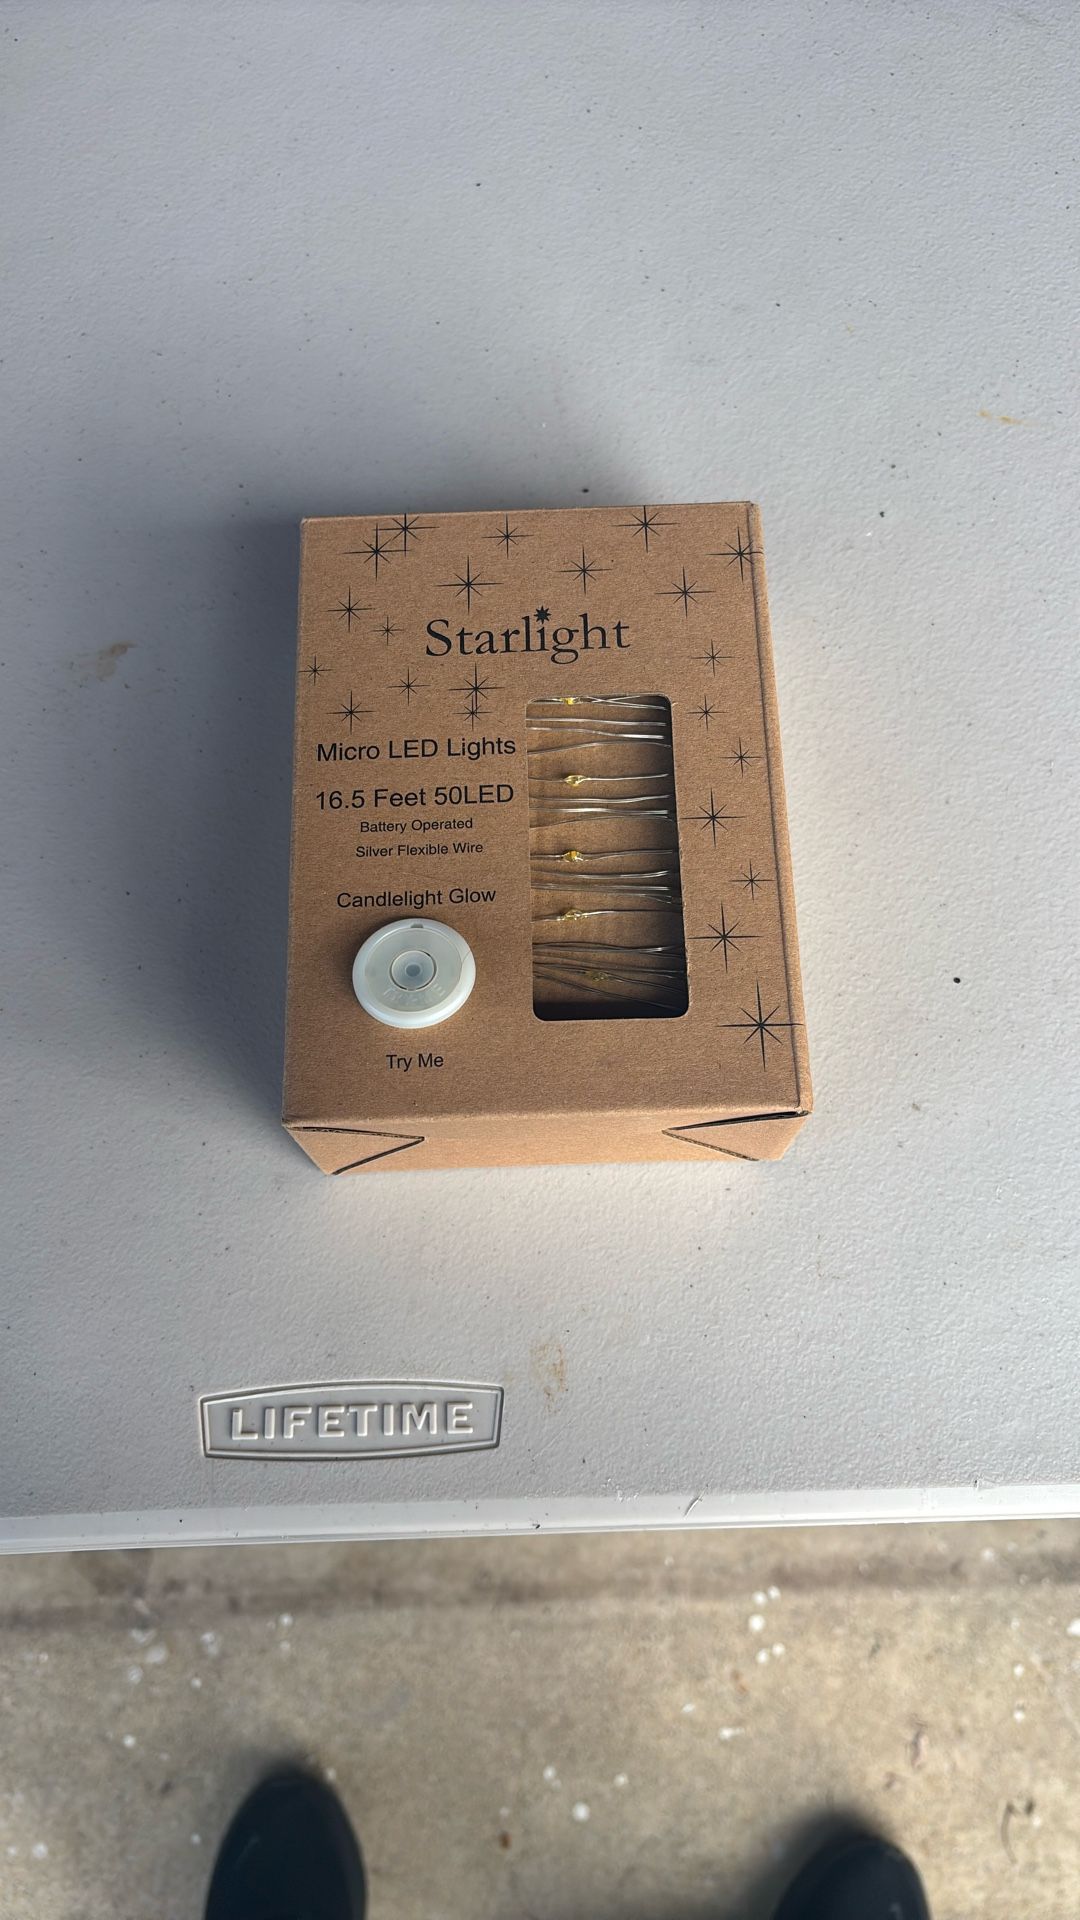 Starlight
Micro LED Lights
16.5 Feet 50LED
Battery Operated
Silver Flexible Wire
Candlelight Glow
Try Me
LIFETIME